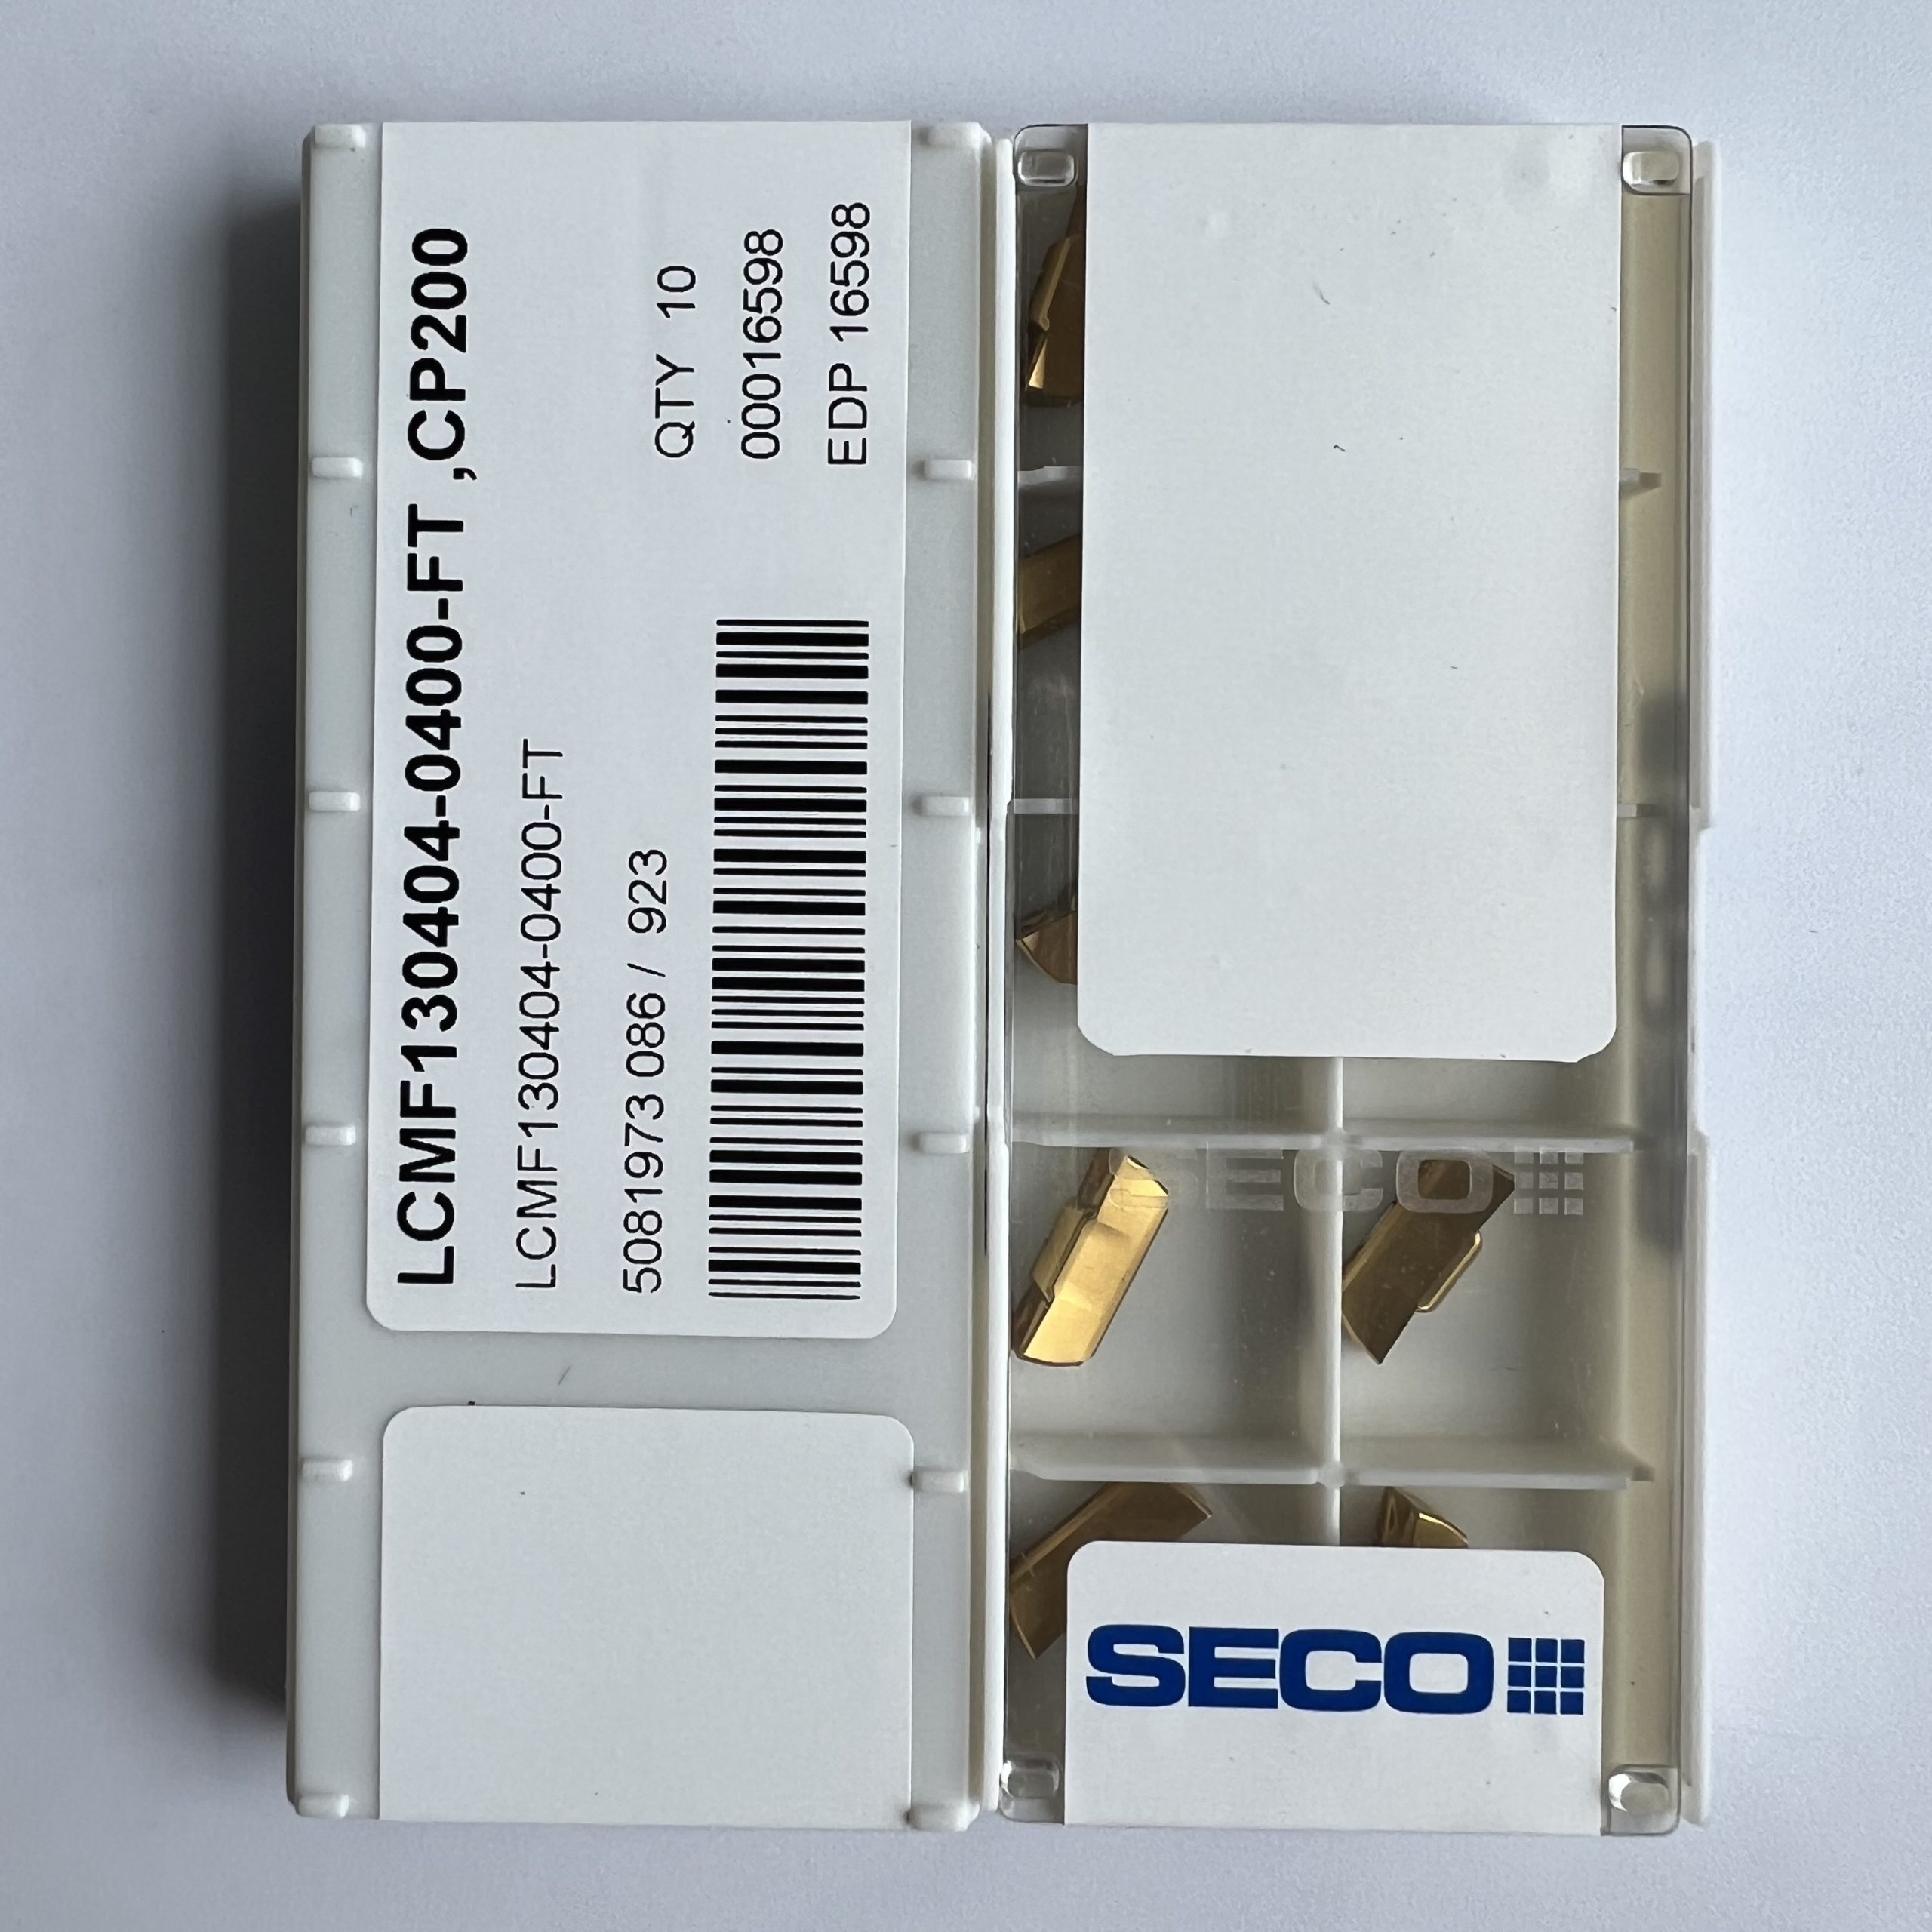 LCMF130404-0400-FT ,CP200
LCMF130404-0400-FT
5081973 086 / 923
QTY 10
00016598
EDP 16598
SECO
SECO